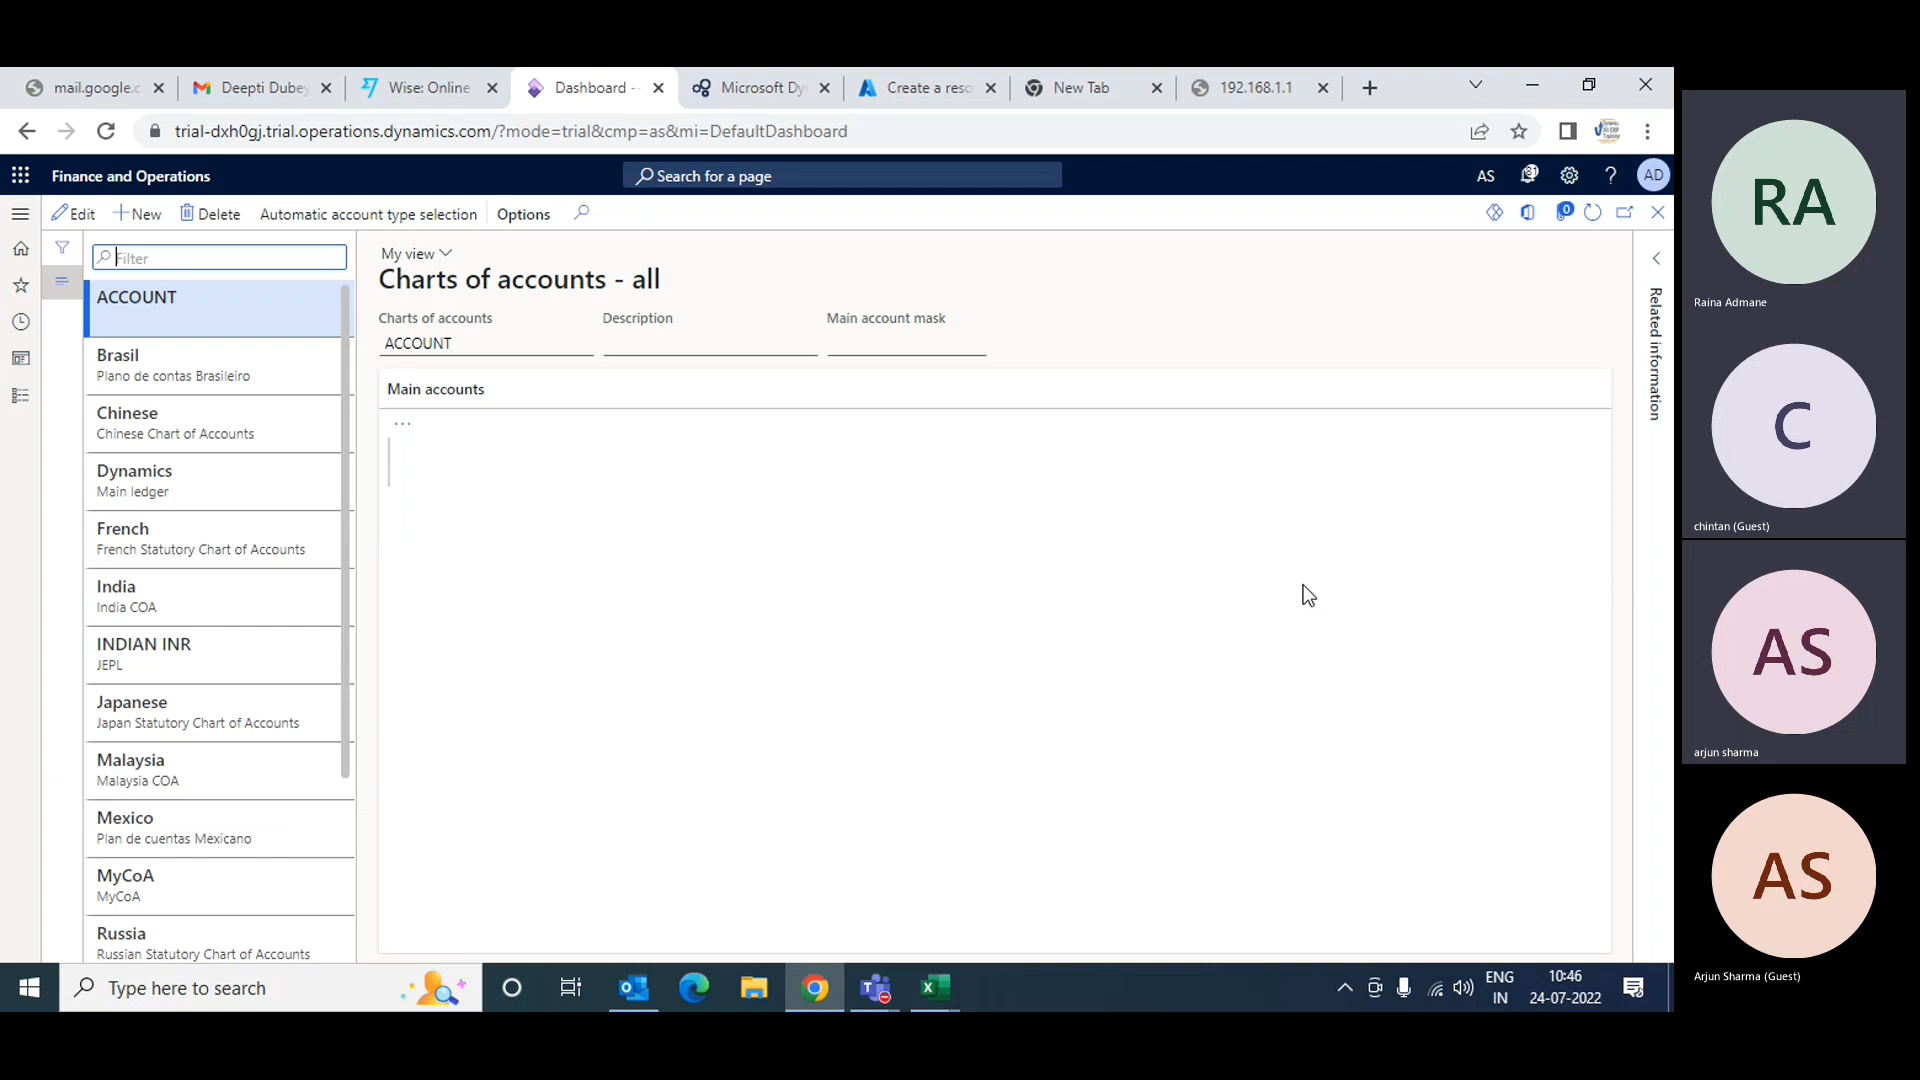 mail.google.c
Deepti Dubey
Wise: Online
Dashboard --
Microsoft Dy
Create a reso
New Tab
192.168.1.1
trial-dxh0gj.trial.operations.dynamics.com/?mode=trial&cmp=as&mi=DefaultDashboard
Finance and Operations
Search for a page
AS
AD
Edit
New
Delete
Automatic account type selection
Options
0
Filter
ACCOUNT
Brasil
Plano de contas Brasileiro
Chinese
Chinese Chart of Accounts
Dynamics
Main ledger
French
French Statutory Chart of Accounts
India
India COA
INDIAN INR
JEPL
Japanese
Japan Statutory Chart of Accounts
Malaysia
Malaysia COA
Mexico
Plan de cuentas Mexicano
MyCoA
MyCoA
Russia
Russian Statutory Chart of Accounts
My view
Charts of accounts - all
Charts of accounts
Description
Main account mask
ACCOUNT
Main accounts
...
Related information
RA
Raina Admane
C
chintan (Guest)
AS
arjun sharma
AS
Arjun Sharma (Guest)
Type here to search
ENG
IN
10:46
24-07-2022